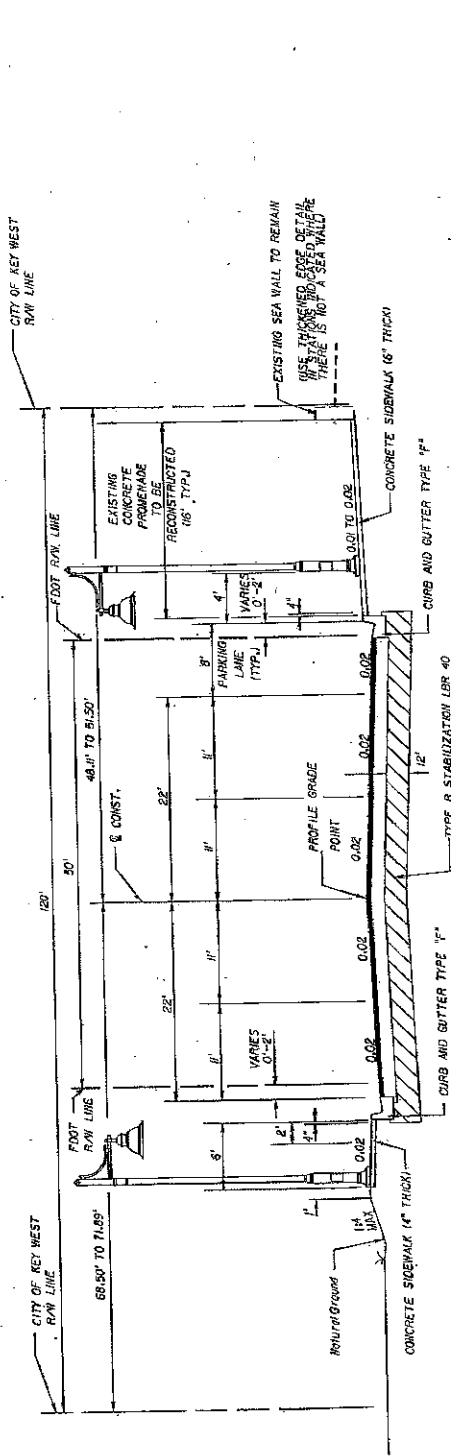 CITY OF KEY WEST
R/W LINE
CITY OF KEY WEST
R/W LINE
120'
FDOT R/W LINE
FDOT
R/W LINE
50'
68.50' TO 71.89'
48.11' TO 51.50'
℄ CONST.
22'
22'
11'
11'
11'
11'
8'
PARKING
LANE
(TYP.)
EXISTING
CONCRETE
PROMENADE
TO BE
RECONSTRUCTED
(16', TYP.)
EXISTING SEA WALL TO REMAIN
(USE THICKENED EDGE DETAIL
IN STATIONS INDICATED WHERE
THERE IS NOT A SEA WALL)
4'
VARIES
0'-2'
4"
VARIES
0'-2'
6'
2'
4"
1'
1:4
MAX
Natural Ground
PROFILE GRADE
POINT
0.02
0.02
0.02
0.02
0.02
0.02
0.01 TO 0.02
CONCRETE SIDEWALK (6" THICK)
CONCRETE SIDEWALK (4" THICK)
CURB AND GUTTER TYPE "F"
CURB AND GUTTER TYPE "F"
TYPE B STABILIZATION LBR 40
12"